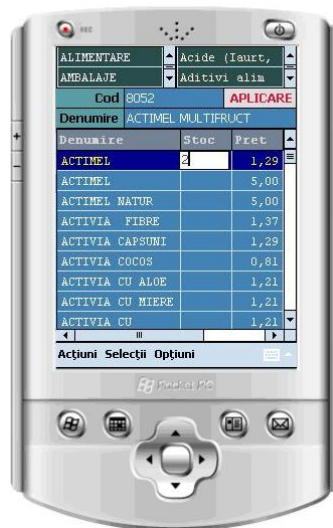 REC
ALIMENTARE Acide (Iaurt,
AMBALAJE Aditivi alim
Cod 8052 APLICARE
Denumire ACTIMEL MULTIFRUCT
Denumire Stoc Pret
ACTIMEL 2 1,29
ACTIMEL 5,00
ACTIMEL NATUR 5,00
ACTIVIA FIBRE 1,37
ACTIVIA CAPSUNI 1,29
ACTIVIA COCOS 0,81
ACTIVIA CU ALOE 1,21
ACTIVIA CU MIERE 1,21
ACTIVIA CU 1,21
Acțiuni Selecții Opțiuni
Pocket PC